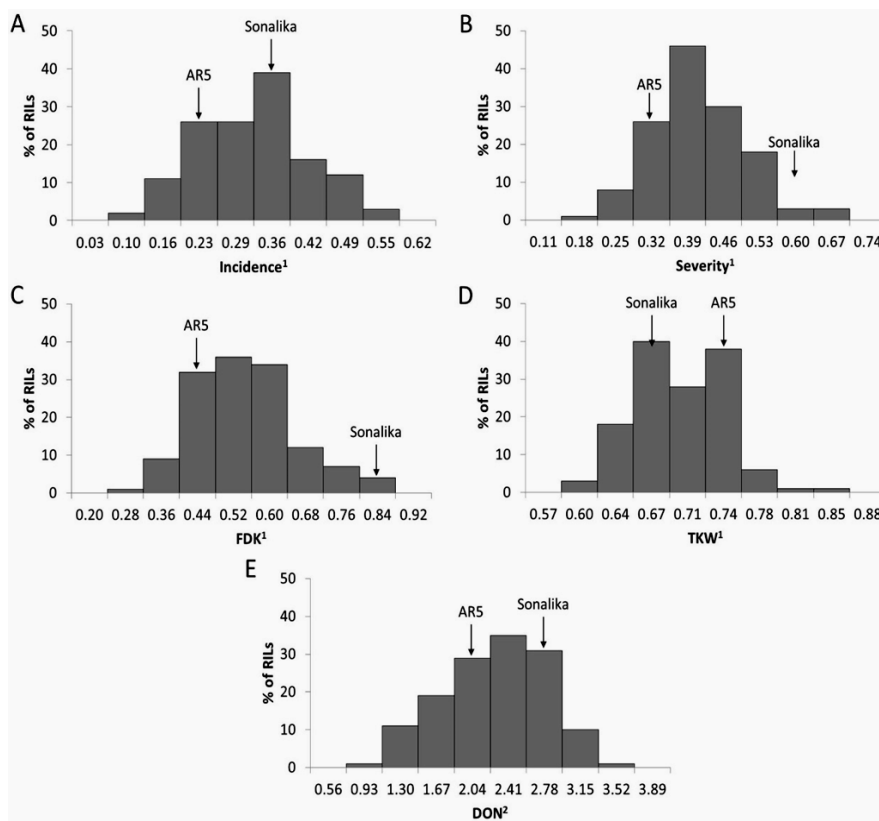 A
Sonalika
AR5
% of RILs
50
40
30
20
10
0
0.03 0.10 0.16 0.23 0.29 0.36 0.42 0.49 0.55 0.62
Incidence¹
B
AR5
Sonalika
% of RILs
50
40
30
20
10
0
0.11 0.18 0.25 0.32 0.39 0.46 0.53 0.60 0.67 0.74
Severity¹
C
AR5
Sonalika
% of RILs
50
40
30
20
10
0
0.20 0.28 0.36 0.44 0.52 0.60 0.68 0.76 0.84 0.92
FDK¹
D
Sonalika AR5
% of RILs
50
40
30
20
10
0
0.57 0.60 0.64 0.67 0.71 0.74 0.78 0.81 0.85 0.88
TKW¹
E
AR5 Sonalika
% of RILs
50
40
30
20
10
0
0.56 0.93 1.30 1.67 2.04 2.41 2.78 3.15 3.52 3.89
DON²